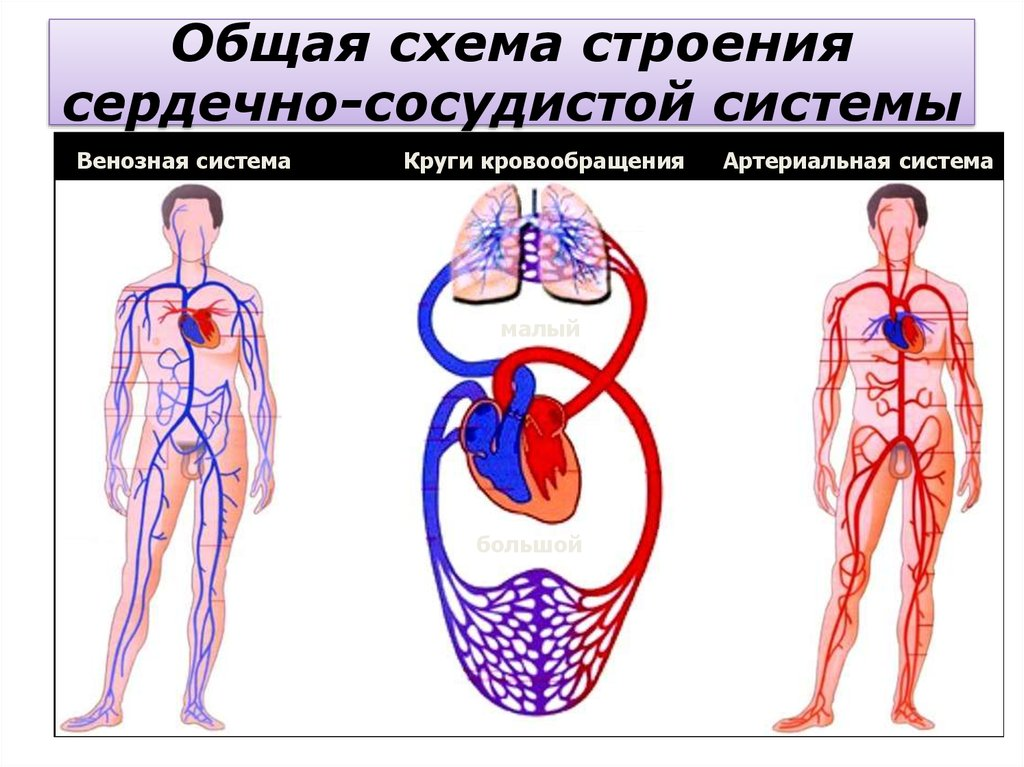 Общая схема строения
сердечно-сосудистой системы
Венозная система
Круги кровообращения
Артериальная система
малый
большой